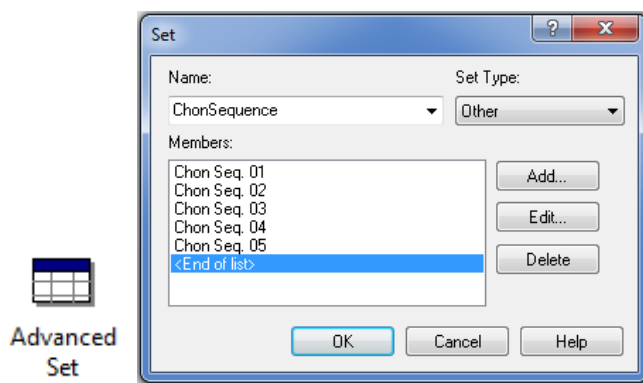 Set
Name:
Set Type:
ChonSequence
Other
Members:
Chon Seq. 01
Chon Seq. 02
Chon Seq. 03
Chon Seq. 04
Chon Seq. 05
<End of list>
Add...
Edit...
Delete
OK
Cancel
Help
Advanced
Set